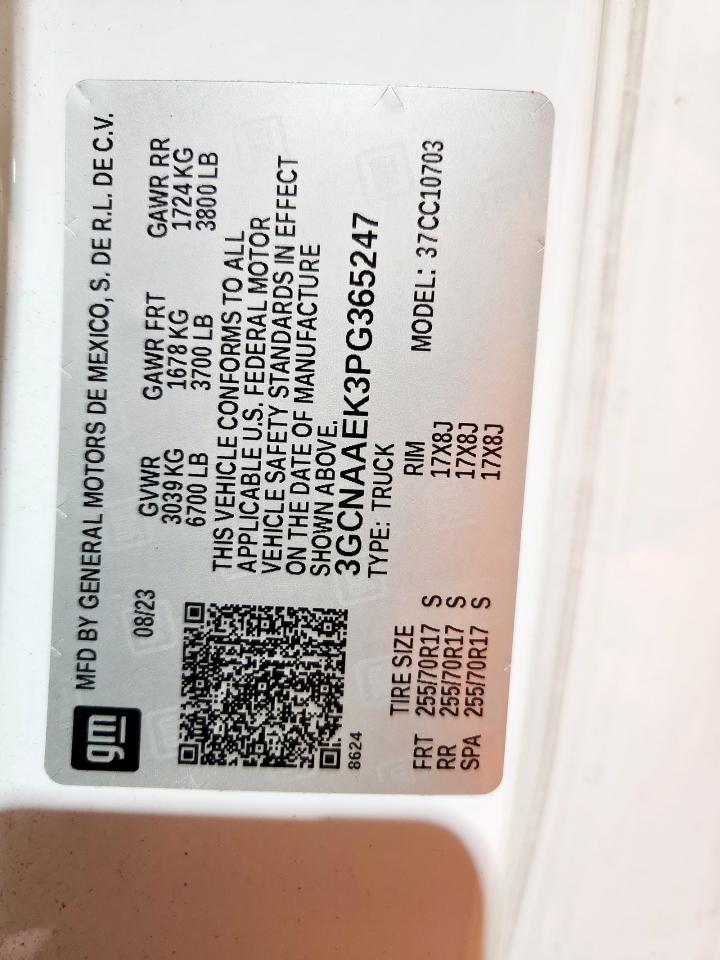 gm
MFD BY GENERAL MOTORS DE MEXICO, S. DE R.L. DE C.V.
08/23
GVWR GAWR FRT GAWR RR
3039 KG 1678 KG 1724 KG
6700 LB 3700 LB 3800 LB
THIS VEHICLE CONFORMS TO ALL
APPLICABLE U.S. FEDERAL MOTOR
VEHICLE SAFETY STANDARDS IN EFFECT
ON THE DATE OF MANUFACTURE
SHOWN ABOVE.
3GCNAAEK3PG365247
8624
TYPE: TRUCK MODEL: 37CC10703
TIRE SIZE RIM
FRT 255/70R17 S 17X8J
RR 255/70R17 S 17X8J
SPA 255/70R17 S 17X8J